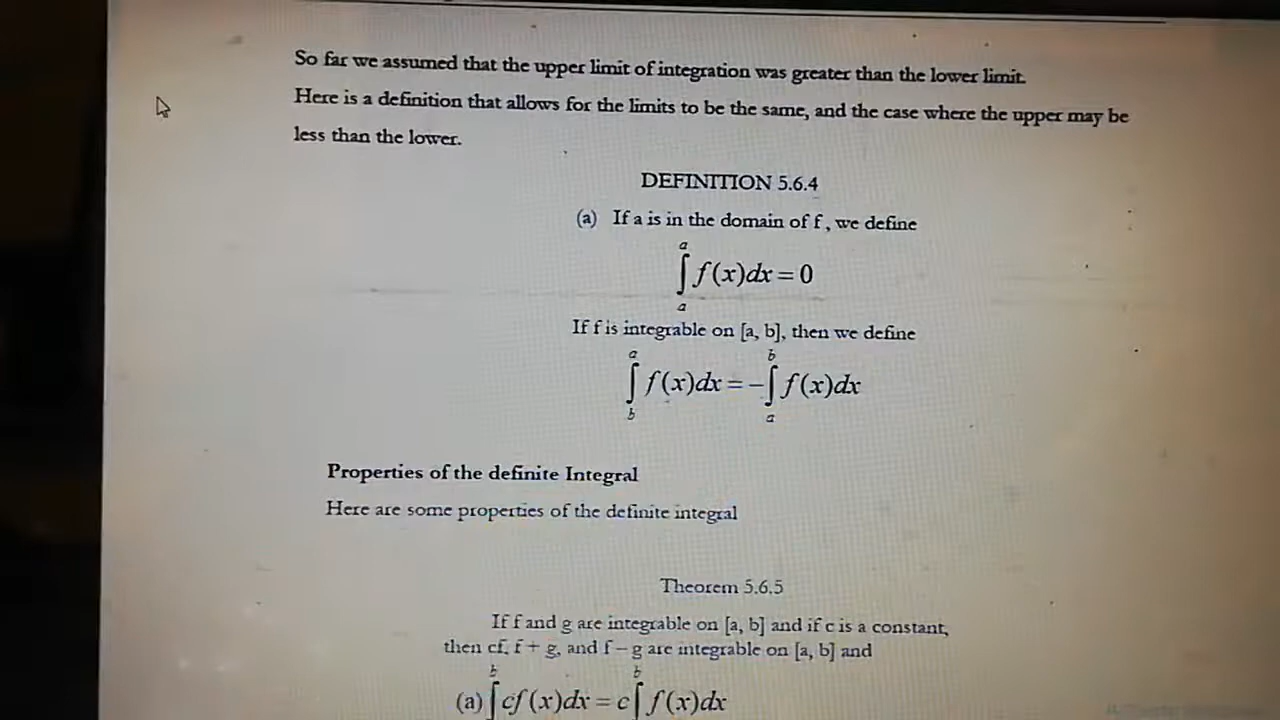 So far we assumed that the upper limit of integration was greater than the lower limit.
Here is a definition that allows for the limits to be the same, and the case where the upper may be
less than the lower.
DEFINITION 5.6.4
(a) If a is in the domain of f, we define
∫ₐᵃ f(x)dx = 0
If f is integrable on [a, b], then we define
∫_b^a f(x)dx = −∫_a^b f(x)dx
Properties of the definite Integral
Here are some properties of the definite integral
Theorem 5.6.5
If f and g are integrable on [a, b] and if c is a constant,
then cf, f + g, and f – g are integrable on [a, b] and
(a) ∫_^b cf(x)dx = c∫_^b f(x)dx